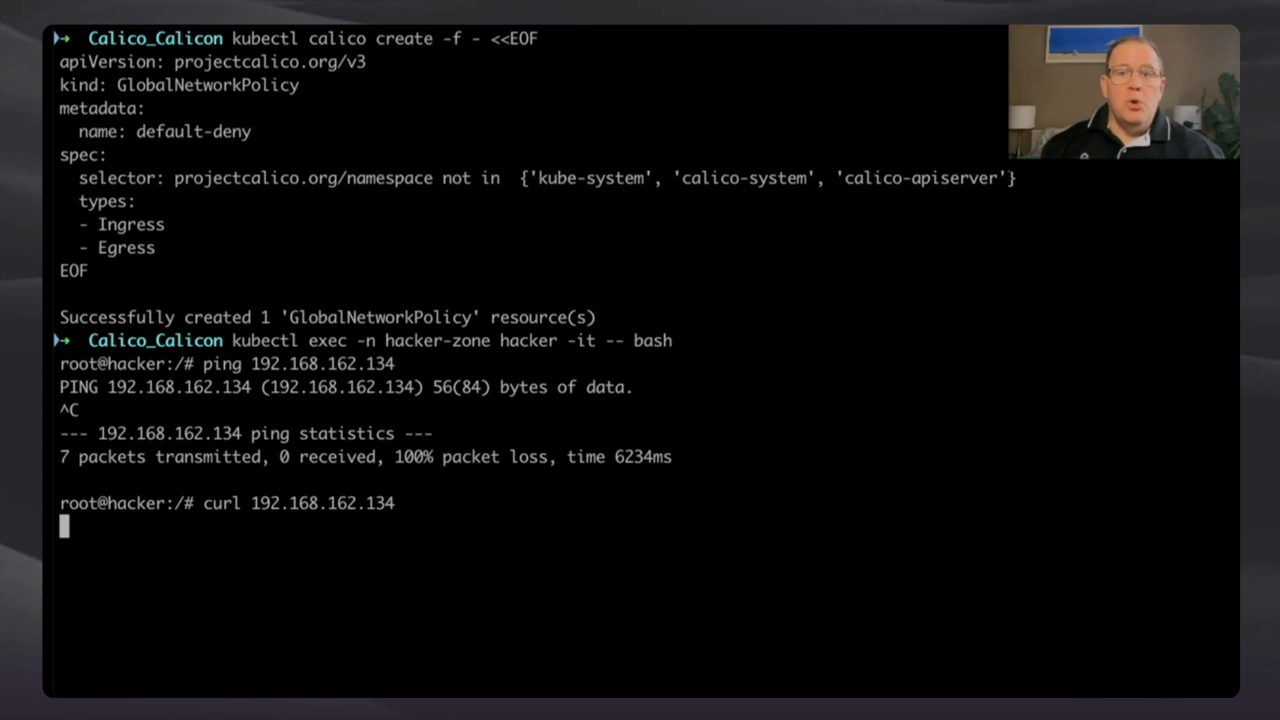 Calico_Calicon kubectl calico create -f - <<EOF
apiVersion: projectcalico.org/v3
kind: GlobalNetworkPolicy
metadata:
  name: default-deny
spec:
  selector: projectcalico.org/namespace not in  {'kube-system', 'calico-system', 'calico-apiserver'}
  types:
  - Ingress
  - Egress
EOF
Successfully created 1 'GlobalNetworkPolicy' resource(s)
Calico_Calicon kubectl exec -n hacker-zone hacker -it -- bash
root@hacker:/# ping 192.168.162.134
PING 192.168.162.134 (192.168.162.134) 56(84) bytes of data.
^C
--- 192.168.162.134 ping statistics ---
7 packets transmitted, 0 received, 100% packet loss, time 6234ms
root@hacker:/# curl 192.168.162.134